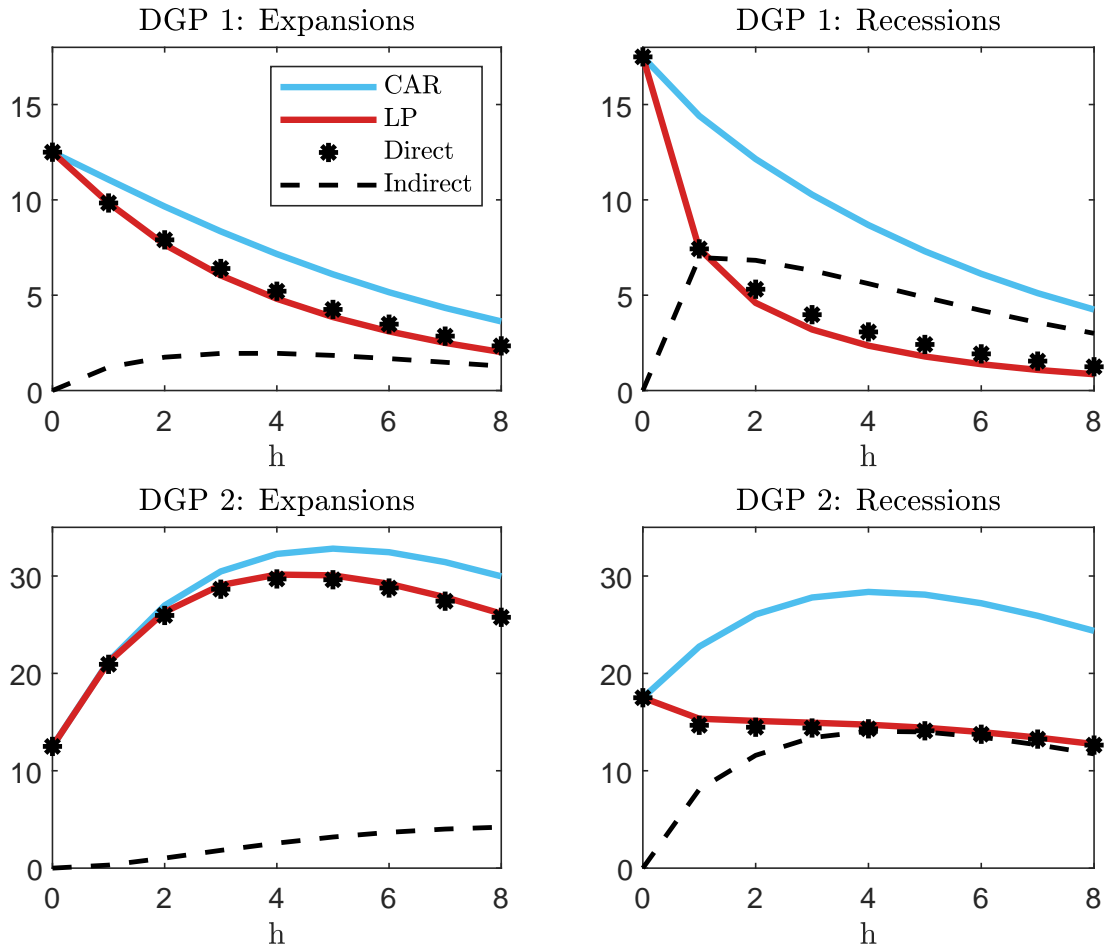 DGP 1: Expansions
15
10
5
0
0 2 4 6 8
h
CAR
LP
Direct
Indirect
DGP 1: Recessions
15
10
5
0
0 2 4 6 8
h
DGP 2: Expansions
30
20
10
0
0 2 4 6 8
h
DGP 2: Recessions
30
20
10
0
0 2 4 6 8
h